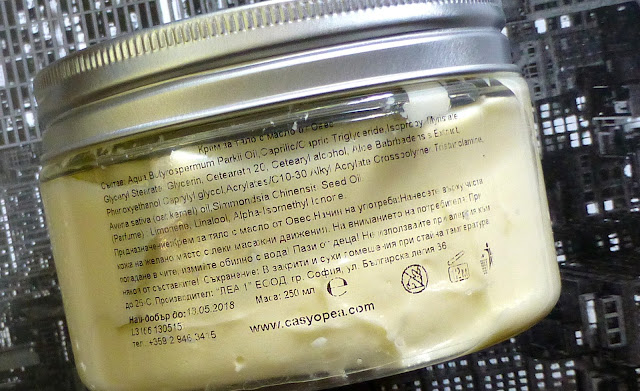 Крем за тяло с масло от Овес
Състав: Aqua, Butyrospermum Parkii Oil, Caprilic/Capric Triglyceride, Isopropyl Myristate,
Glyceryl Stearate, Glycerin, Ceteareth 20, Cetearyl alcohol, Aloe Barbadensis Extract,
Phenoxyethanol Caprylyl glycol, Acrylates/C10-30 Alkyl Acrylate Crosspolymer, Triethanolamine,
Avena sativa (oat kernel) oil, Simmondsia Chinensis Seed Oil
(Perfume), Limonene, Linalool, Alpha-Isomethyl Ionone.
Предназначение: Крем за тяло с масло от Овес Начин на употреба: Нанесете върху чиста
кожа на желано място с леки масажни движения. На вниманието на потребителя: При
попадане в очите, измийте обилно с вода! Пази от деца! Не използвайте при алергия към
някоя от съставките! Съхранение: В закрити и сухи помещения при стайна температура
до 25 С. Производител: "ЛЕА 1" ЕООД гр. София, ул. Българска легия 36
Най-добър до: 13.05.2018 Маса: 250 мл
L3166 130515
тел.: +359 2 946 3415 www.casyopea.com